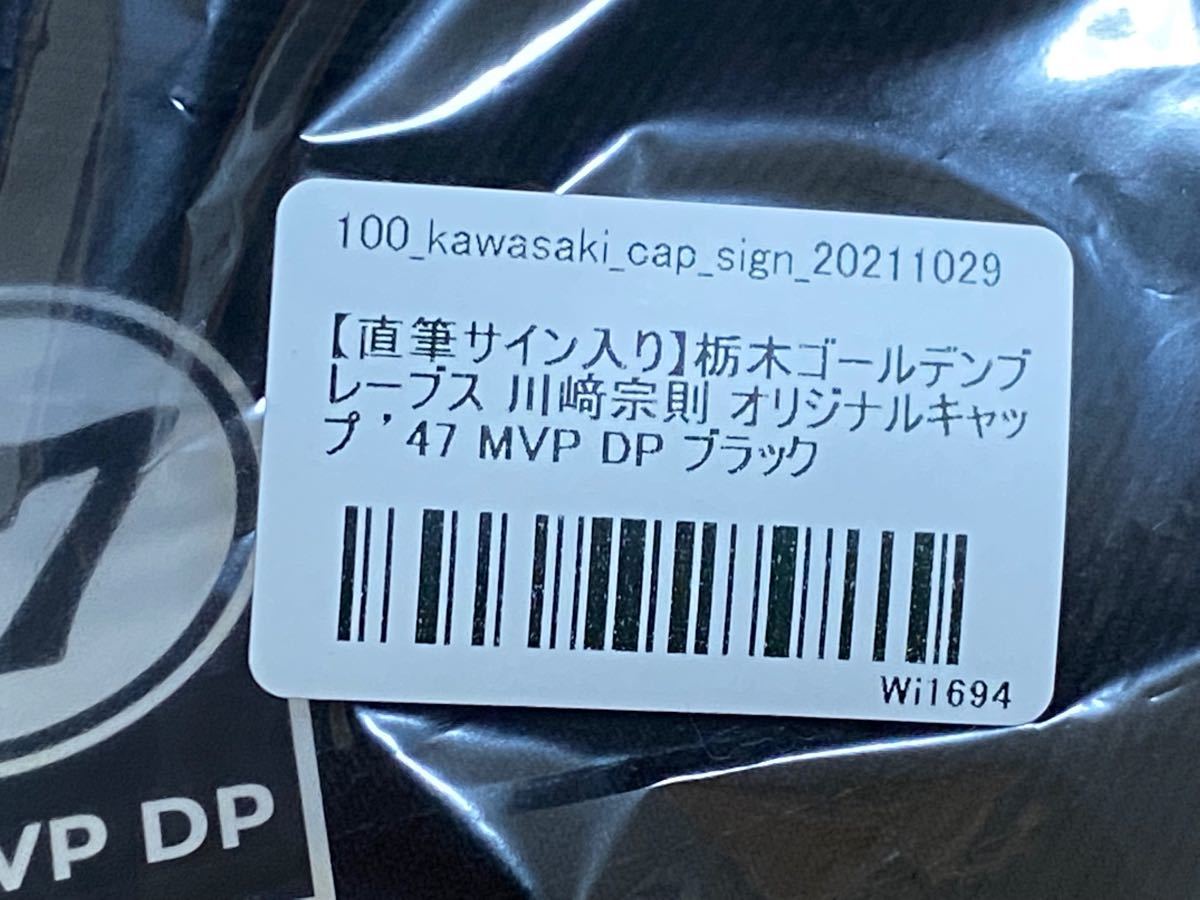 100_kawasaki_cap_sign_20211029
【直筆サイン入り】栃木ゴールデンブ
レーブス 川﨑宗則 オリジナルキャッ
プ ’47 MVP DP ブラック
Wi1694
7
VP DP